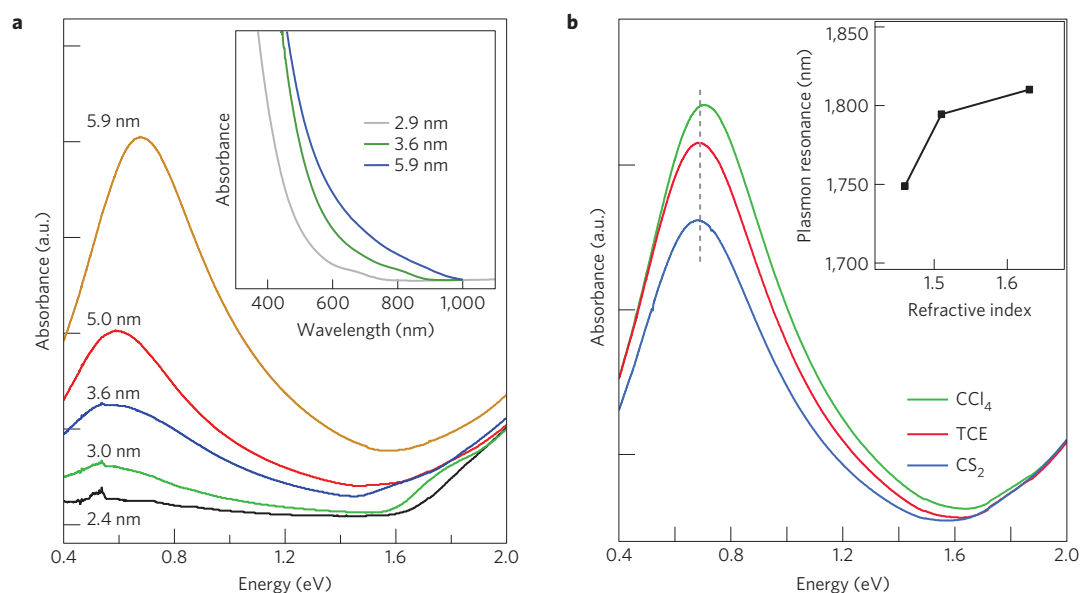 a
Absorbance (a.u.)
5.9 nm
5.0 nm
3.6 nm
3.0 nm
2.4 nm
0.4 0.8 1.2 1.6 2.0
Energy (eV)
Absorbance
2.9 nm
3.6 nm
5.9 nm
400 600 800 1,000
Wavelength (nm)
b
Absorbance (a.u.)
0.4 0.8 1.2 1.6 2.0
Energy (eV)
CCl₄
TCE
CS₂
Plasmon resonance (nm)
1,850
1,800
1,750
1,700
1.5 1.6
Refractive index